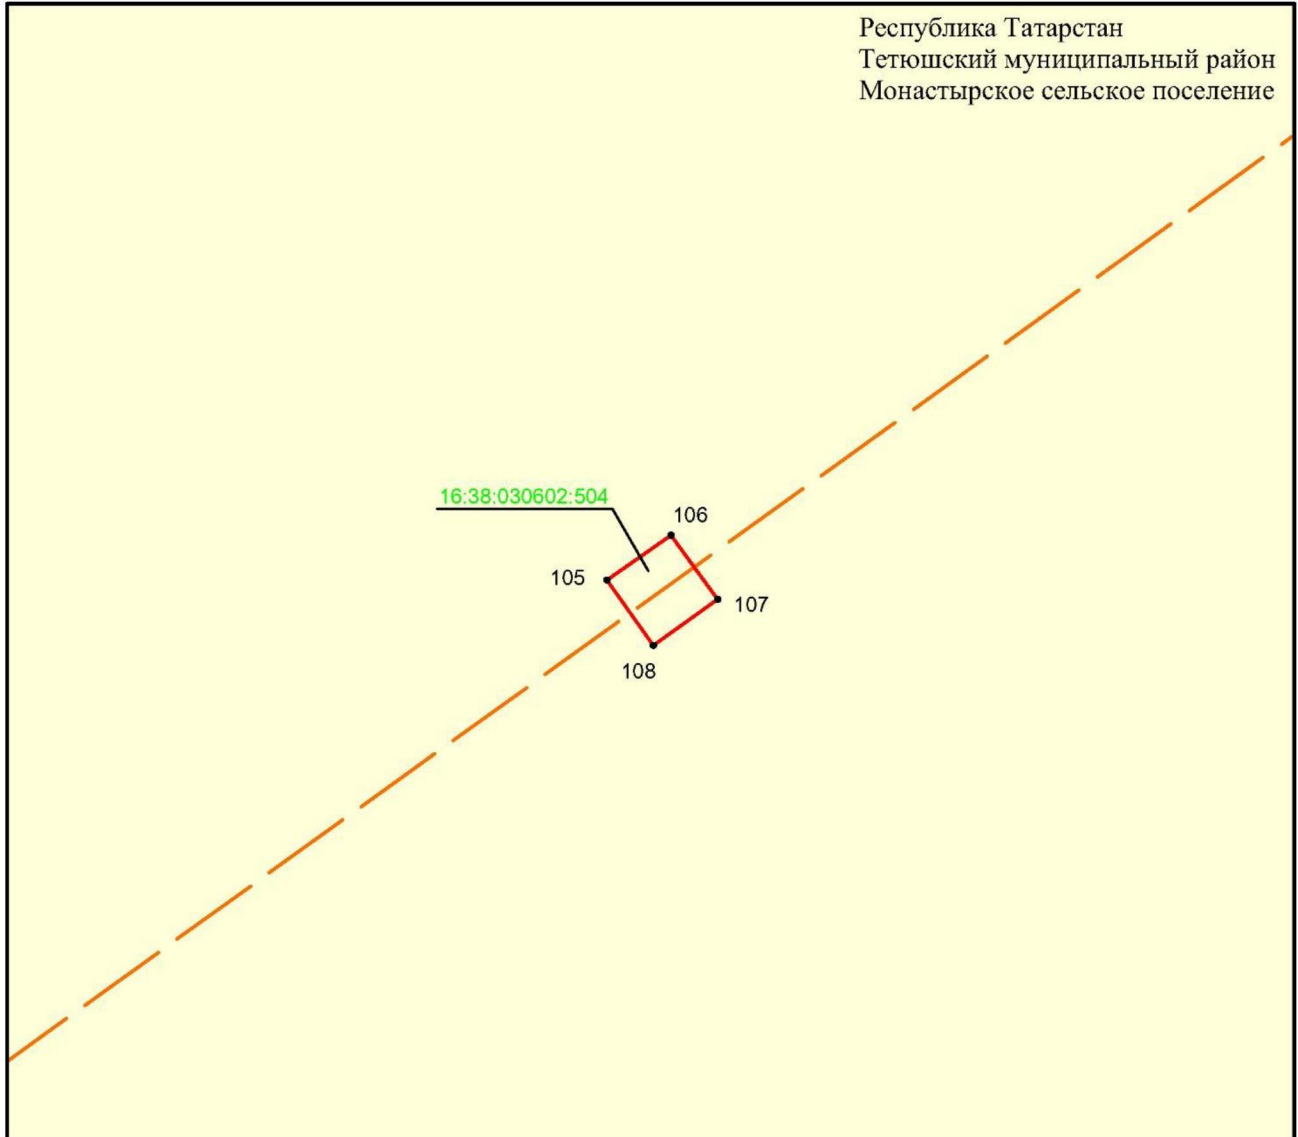 Республика Татарстан
Тетюшский муниципальный район
Монастырское сельское поселение
16:38:030602:504
106
105
107
108